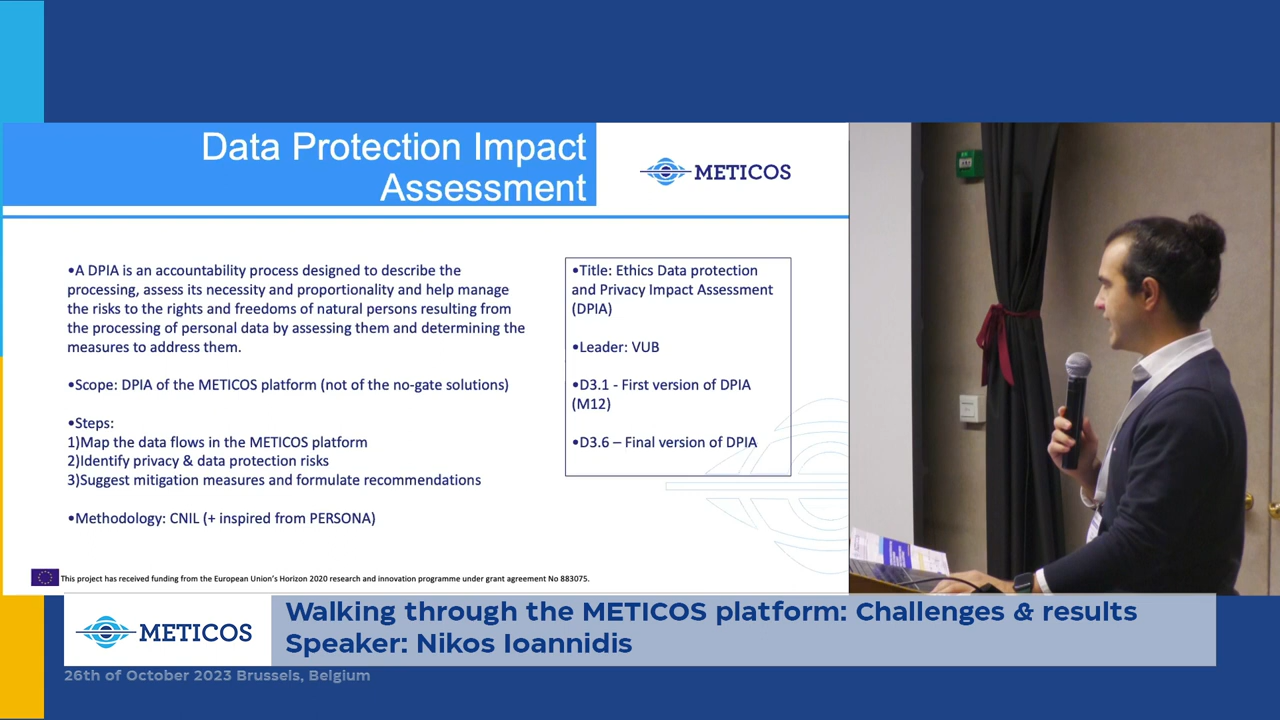 Data Protection Impact
Assessment
METICOS
•A DPIA is an accountability process designed to describe the
processing, assess its necessity and proportionality and help manage
the risks to the rights and freedoms of natural persons resulting from
the processing of personal data by assessing them and determining the
measures to address them.
•Scope: DPIA of the METICOS platform (not of the no-gate solutions)
•Steps:
1)Map the data flows in the METICOS platform
2)Identify privacy & data protection risks
3)Suggest mitigation measures and formulate recommendations
•Methodology: CNIL (+ inspired from PERSONA)
•Title: Ethics Data protection
and Privacy Impact Assessment
(DPIA)
•Leader: VUB
•D3.1 - First version of DPIA
(M12)
•D3.6 – Final version of DPIA
This project has received funding from the European Union’s Horizon 2020 research and innovation programme under grant agreement No 883075.
METICOS
Walking through the METICOS platform: Challenges & results
Speaker: Nikos Ioannidis
26th of October 2023 Brussels, Belgium